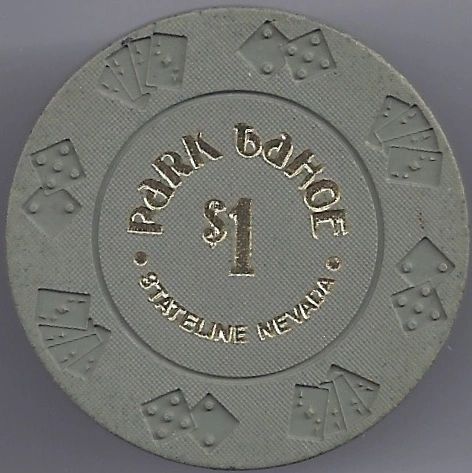 PARK TAHOE
$1
• STATELINE NEVADA •